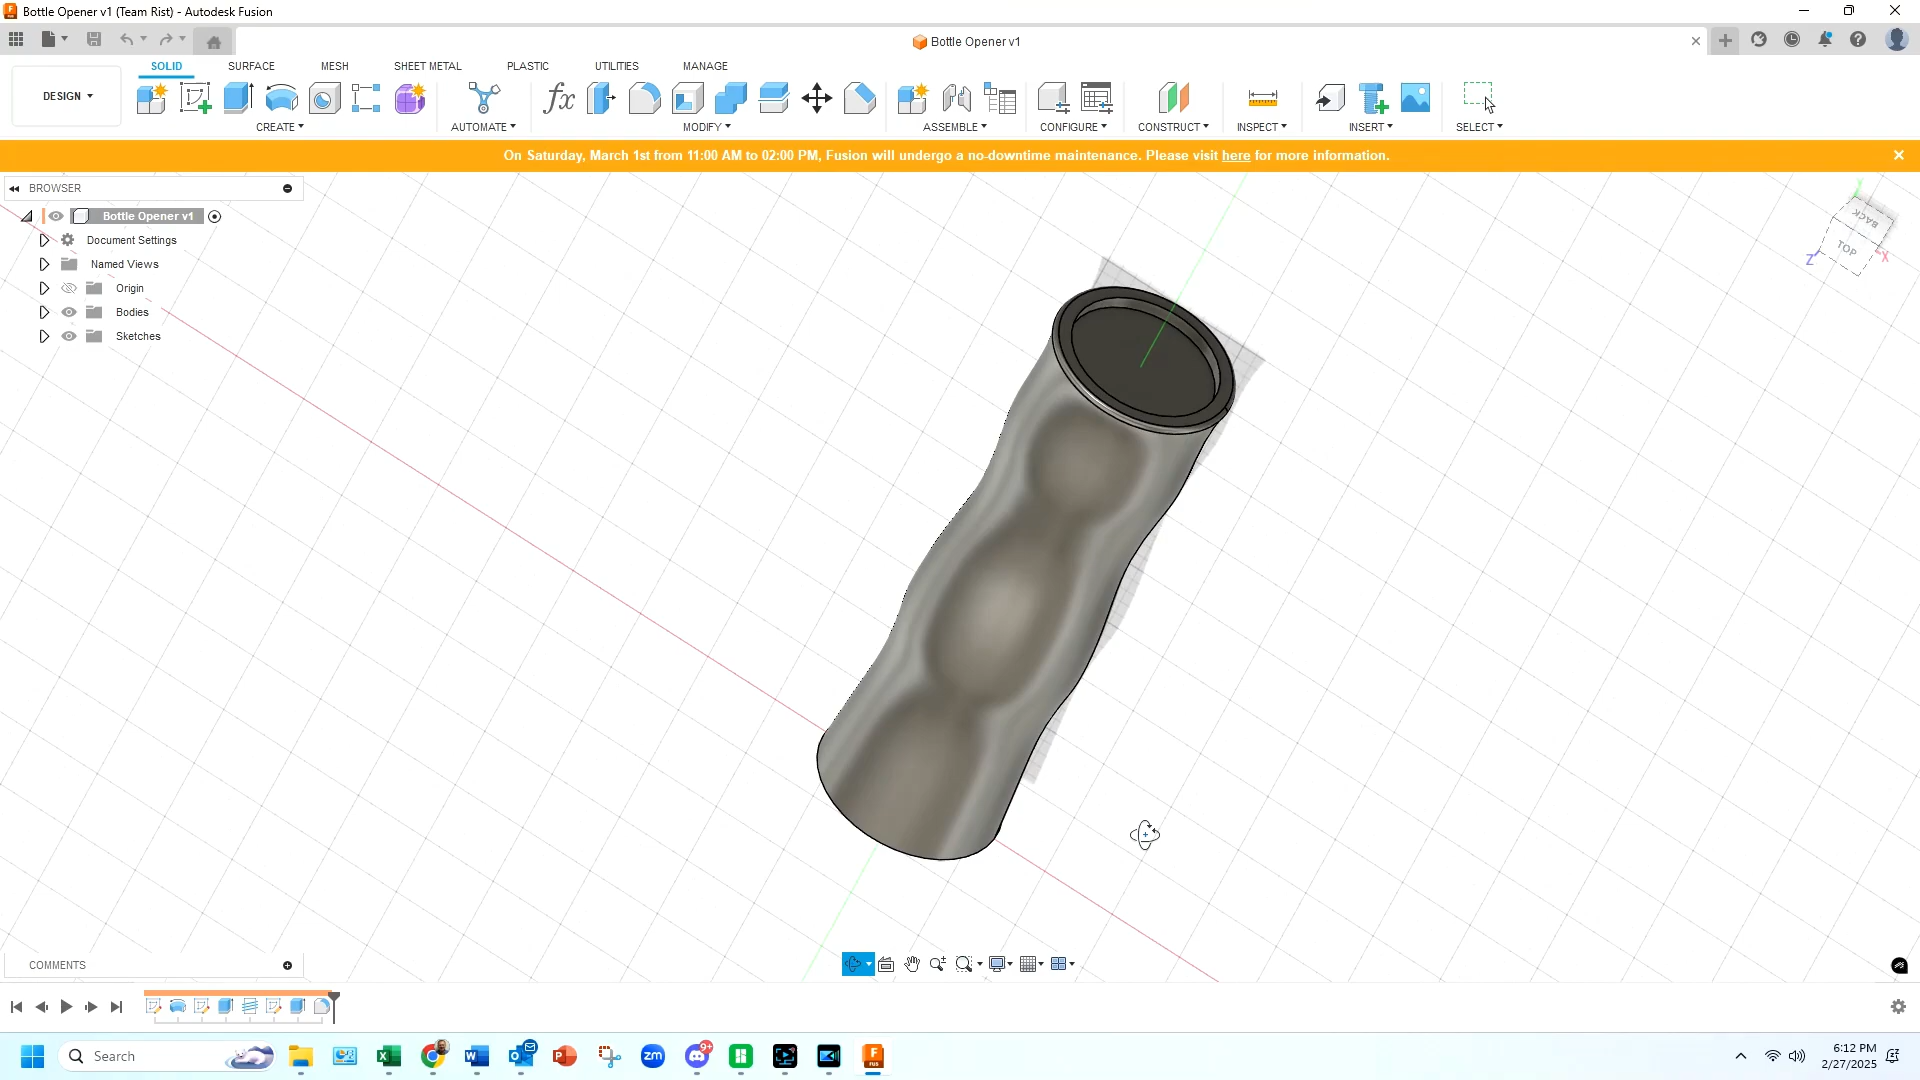 Bottle Opener v1 (Team Rist) - Autodesk Fusion
Bottle Opener v1
SOLID SURFACE MESH SHEET METAL PLASTIC UTILITIES MANAGE
DESIGN
CREATE AUTOMATE MODIFY ASSEMBLE CONFIGURE CONSTRUCT INSPECT INSERT SELECT
On Saturday, March 1st from 11:00 AM to 02:00 PM, Fusion will undergo a no-downtime maintenance. Please visit here for more information.
BROWSER
Bottle Opener v1
Document Settings
Named Views
Origin
Bodies
Sketches
BACK
TOP
Z
X
COMMENTS
Search
9+
zm
6:12 PM
2/27/2025